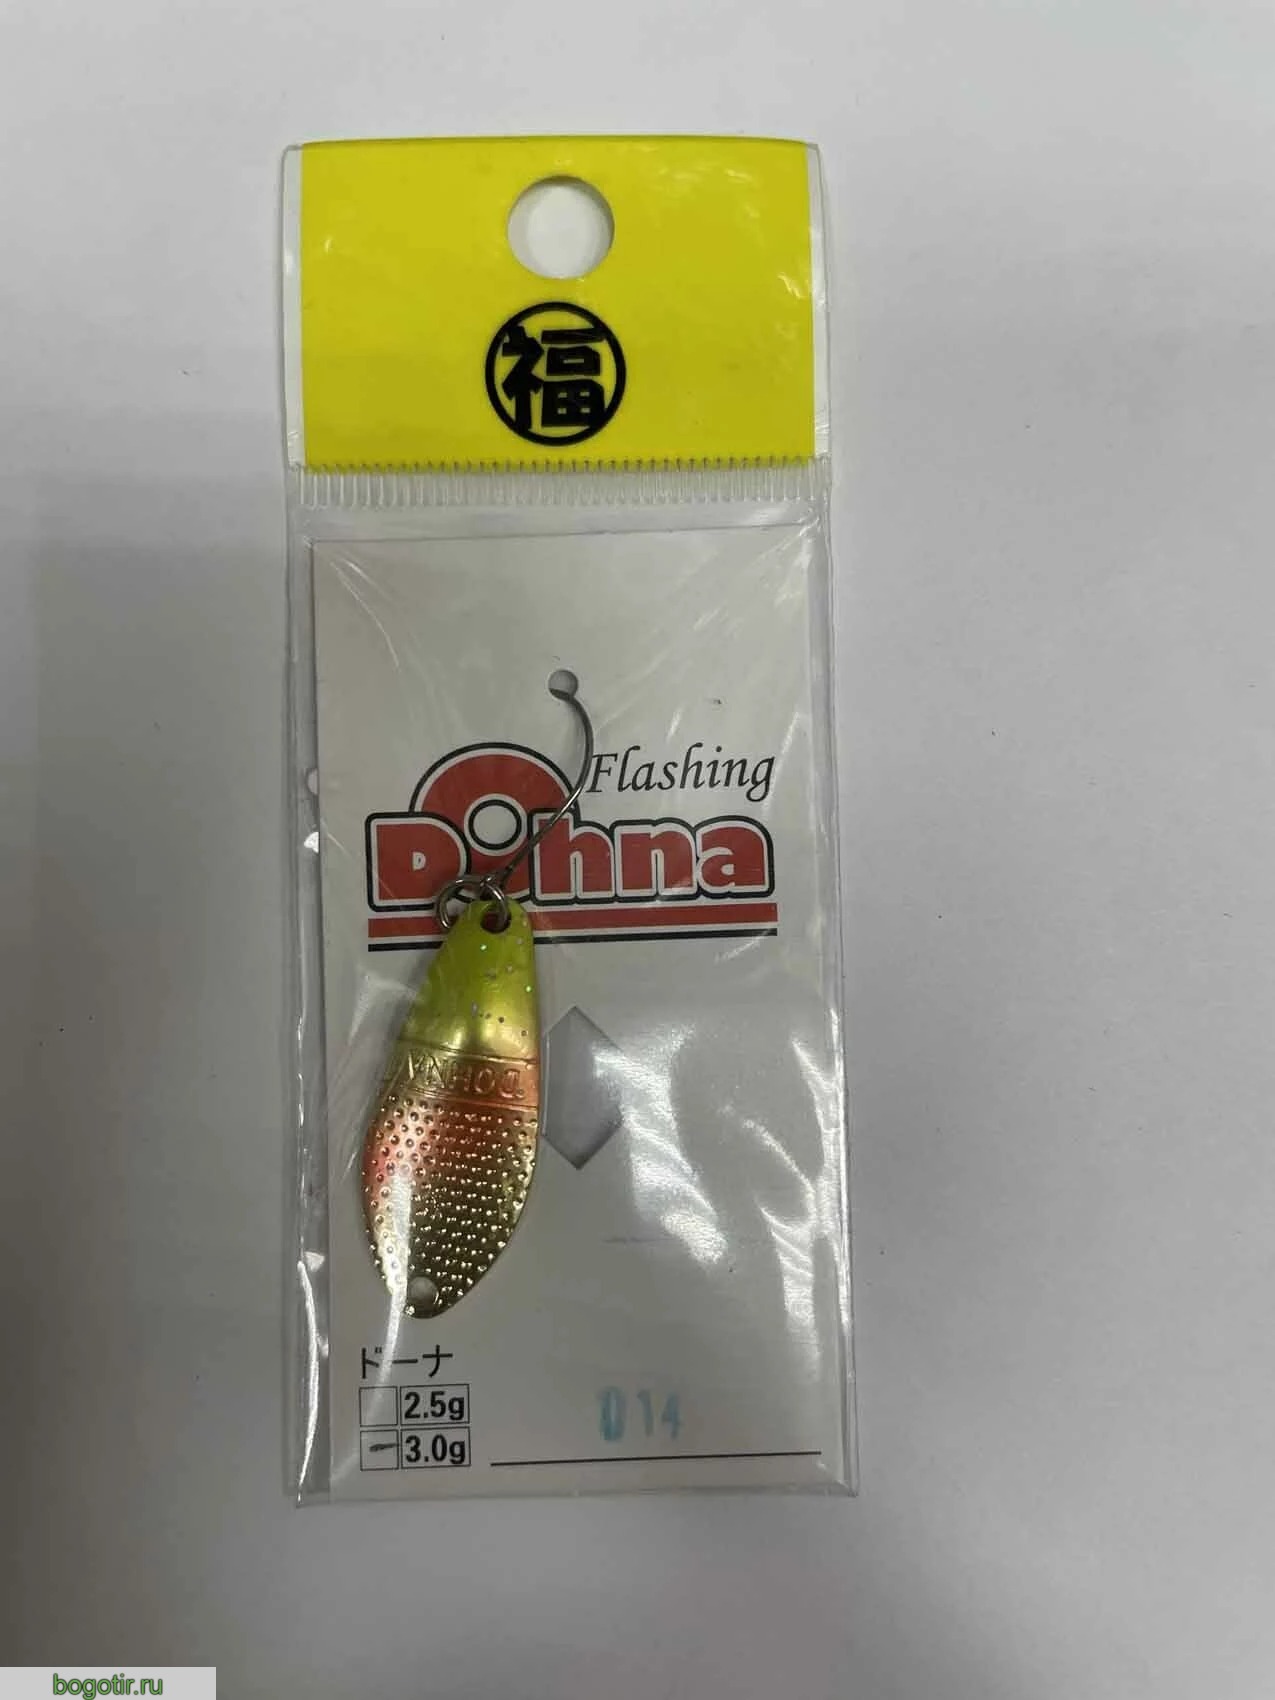 福
Flashing
Dohna
DOHNA
ドーナ
2.5g
3.0g
014
bogotir.ru